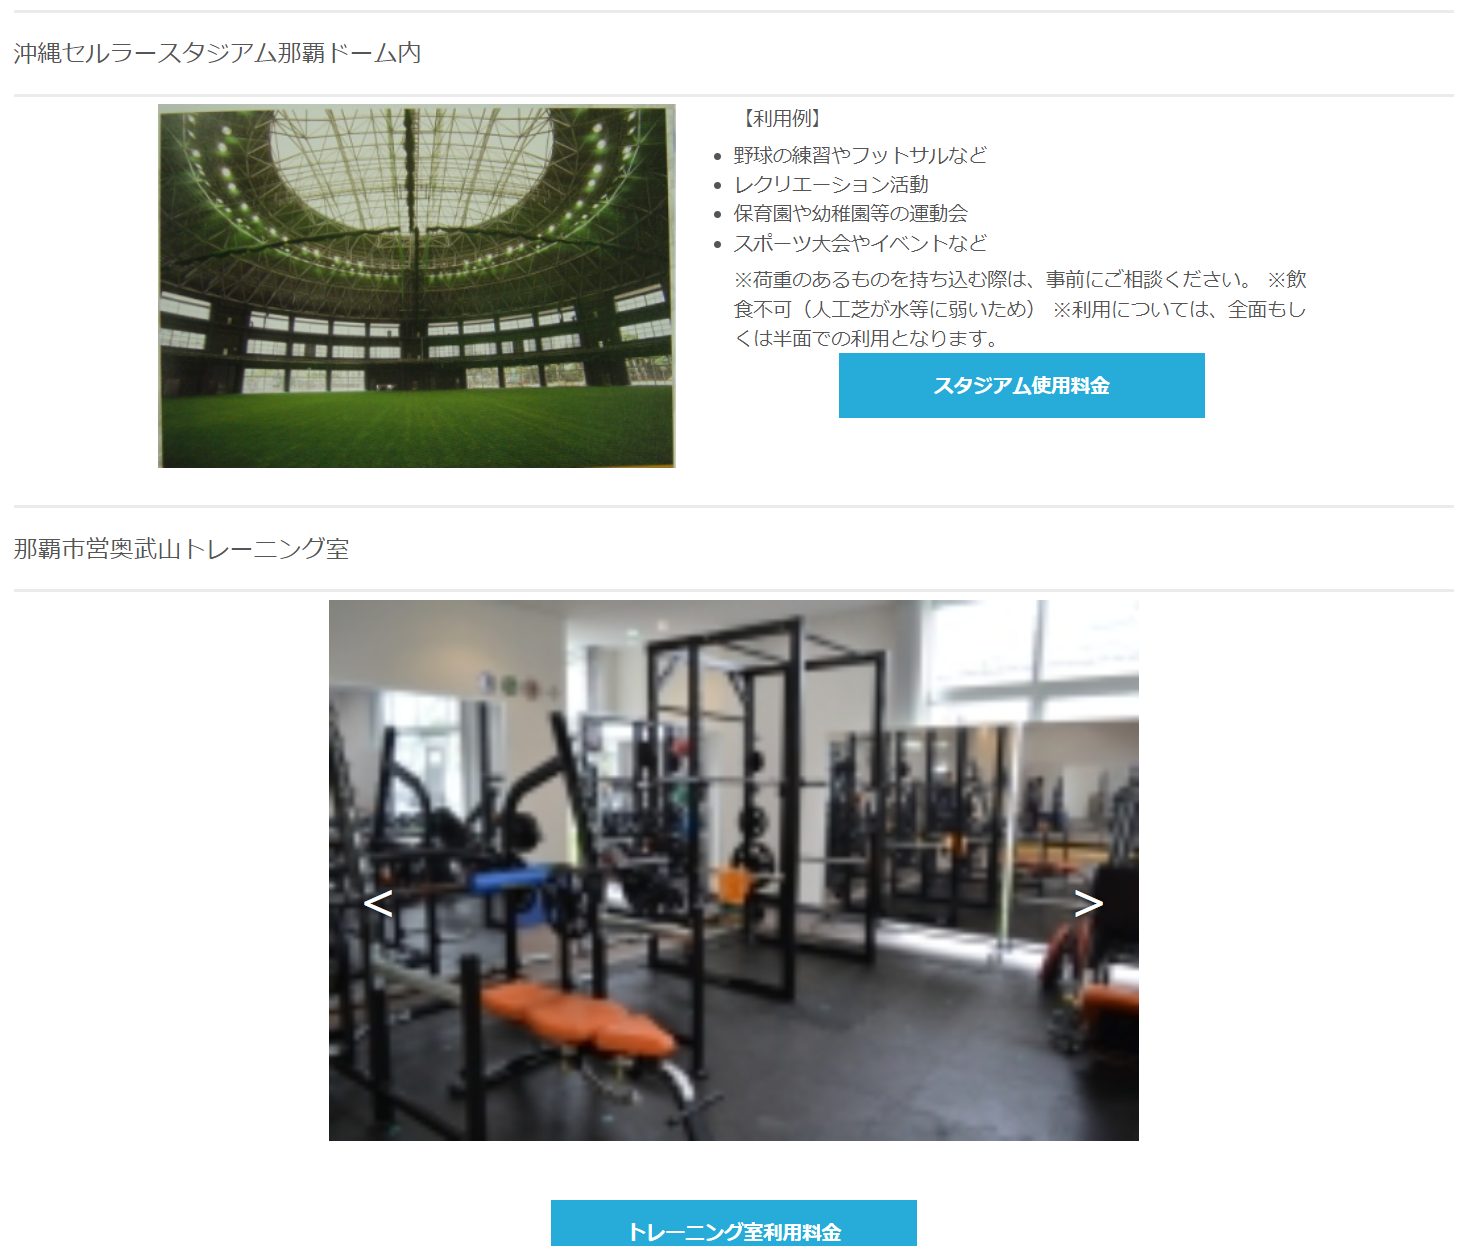 沖縄セルラースタジアム那覇ドーム内
【利用例】
野球の練習やフットサルなど
レクリエーション活動
保育園や幼稚園等の運動会
スポーツ大会やイベントなど
※荷重のあるものを持ち込む際は、事前にご相談ください。 ※飲
食不可（人工芝が水等に弱いため） ※利用については、全面もし
くは半面での利用となります。
スタジアム使用料金
那覇市営奥武山トレーニング室
< >
トレーニング室利用料金